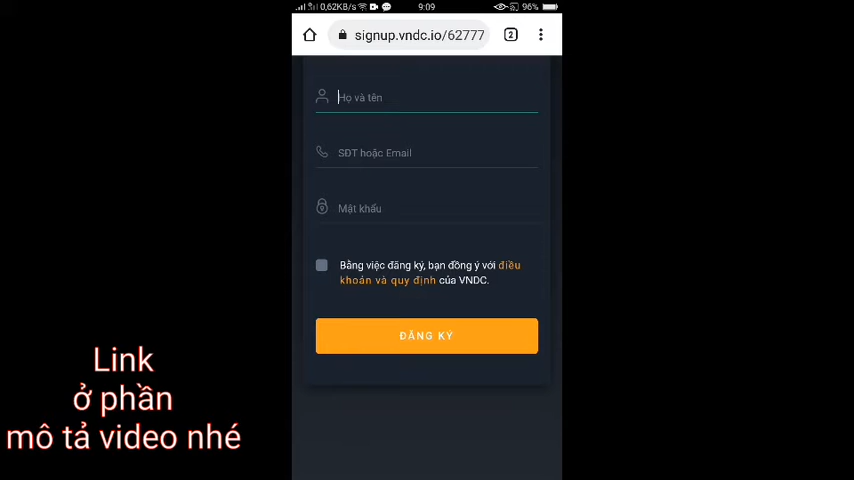 0,62KB/s
9:09
96%
signup.vndc.io/62777
2
Họ và tên
SĐT hoặc Email
Mật khẩu
Bằng việc đăng ký, bạn đồng ý với điều
khoản và quy định của VNDC.
ĐĂNG KÝ
Link
ở phần
mô tả video nhé